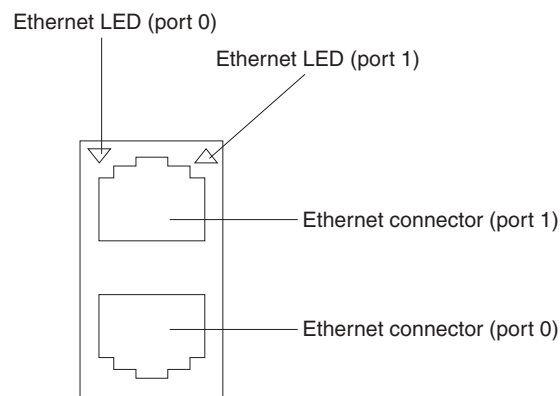 Ethernet LED (port 0)
Ethernet LED (port 1)
Ethernet connector (port 1)
Ethernet connector (port 0)